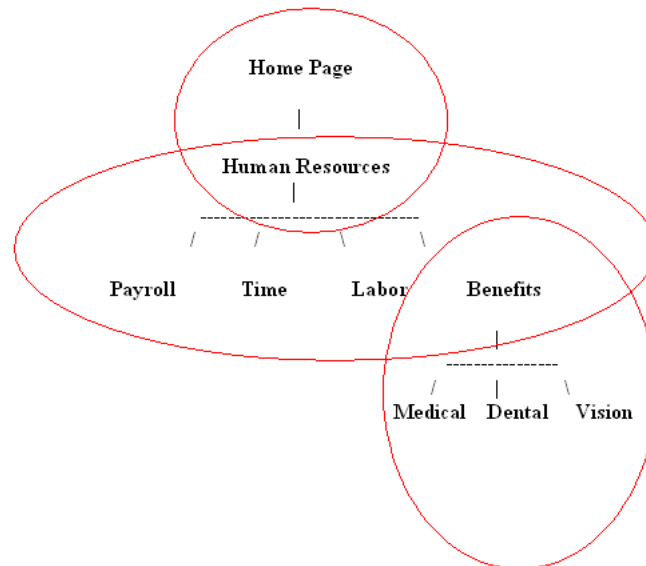 Home Page
Human Resources
Payroll Time Labor Benefits
Medical Dental Vision